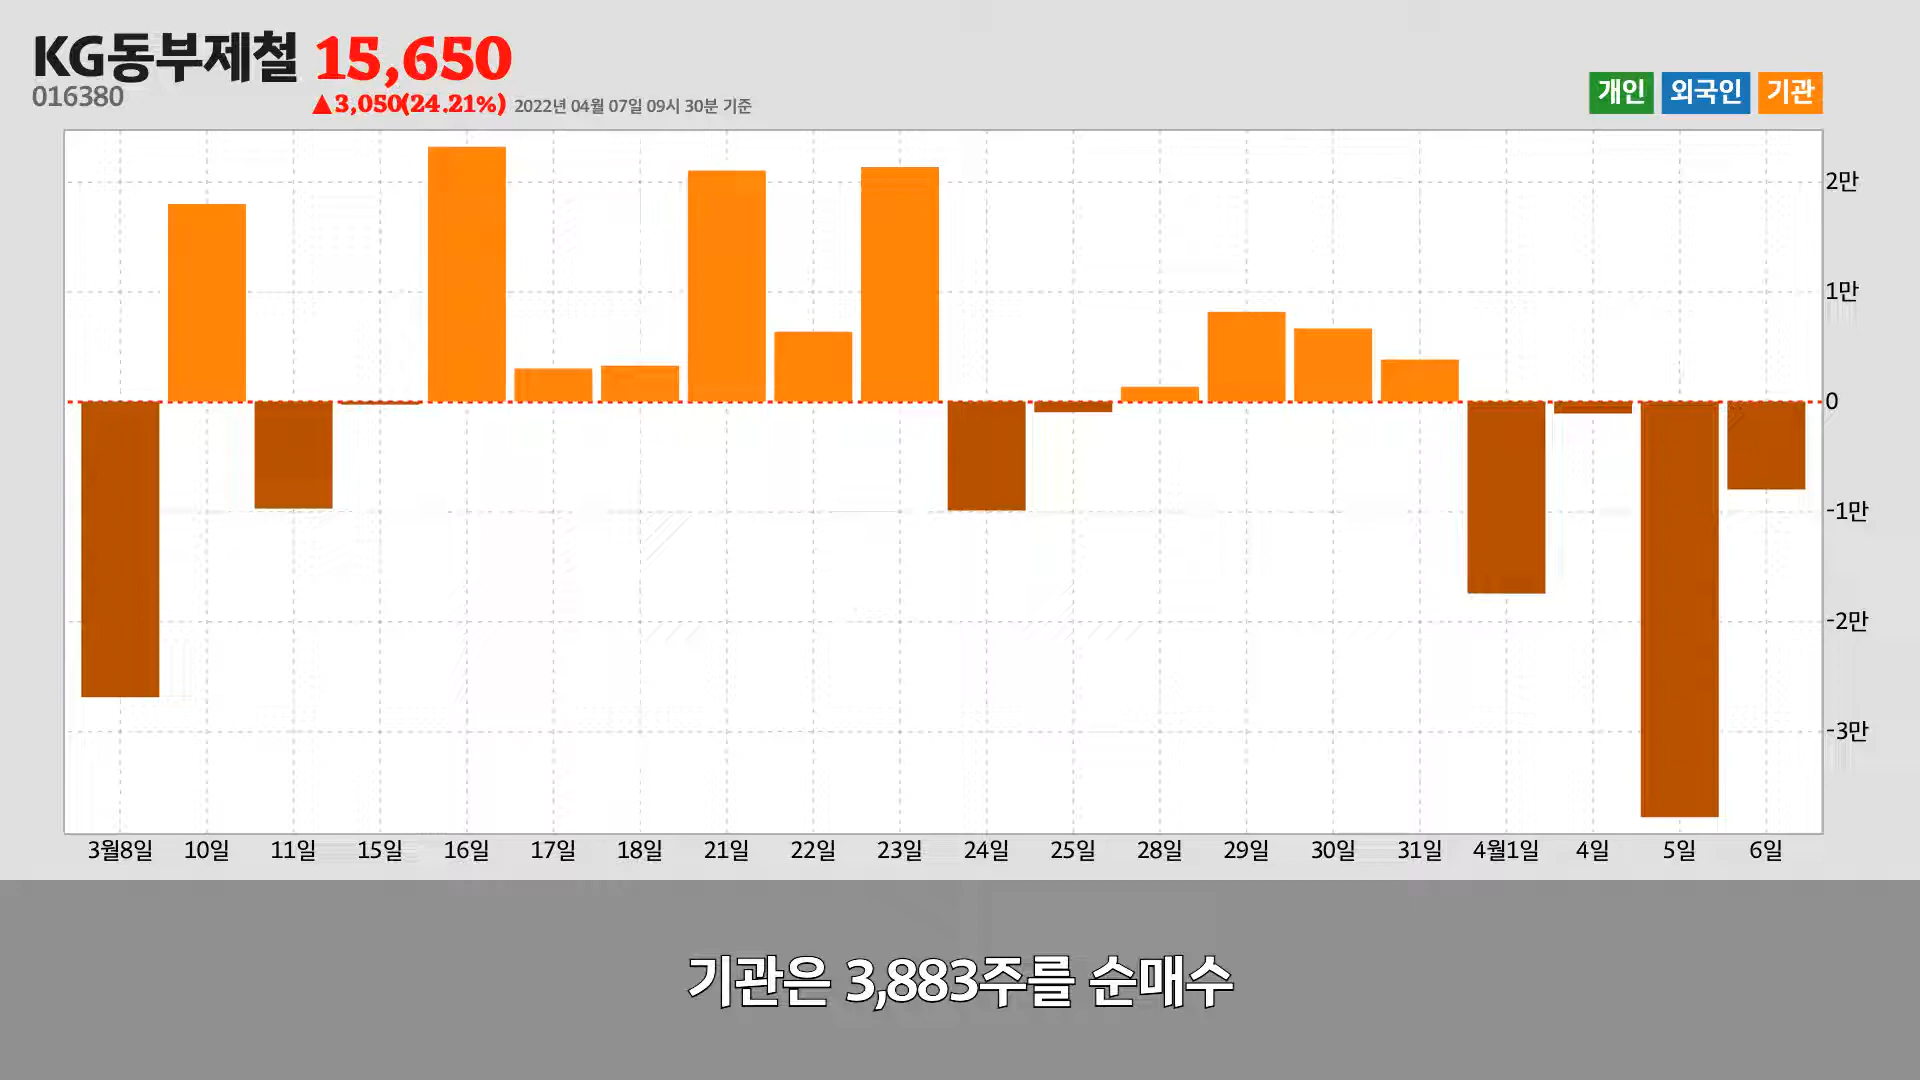 KG동부제철 15,650
016380
▲3,050(24.21%) 2022년 04월 07일 09시 30분 기준
개인 외국인 기관
2만
1만
0
-1만
-2만
-3만
3월8일 10일 11일 15일 16일 17일 18일 21일 22일 23일 24일 25일 28일 29일 30일 31일 4월1일 4일 5일 6일
기관은 3,883주를 순매수